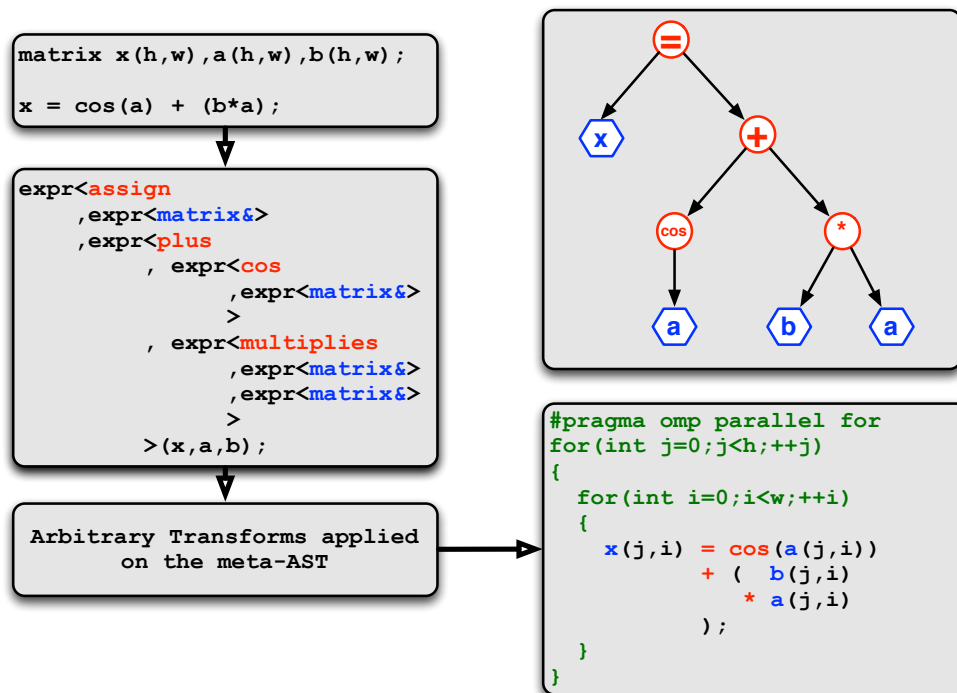 matrix x(h,w),a(h,w),b(h,w);
x = cos(a) + (b*a);
expr<assign
,expr<matrix&>
,expr<plus
, expr<cos
,expr<matrix&>
>
, expr<multiplies
,expr<matrix&>
,expr<matrix&>
>
>(x,a,b);
Arbitrary Transforms applied
on the meta-AST
=
x
+
cos
*
a
b
a
#pragma omp parallel for
for(int j=0;j<h;++j)
{
for(int i=0;i<w;++i)
{
x(j,i) = cos(a(j,i))
+ ( b(j,i)
* a(j,i)
);
}
}